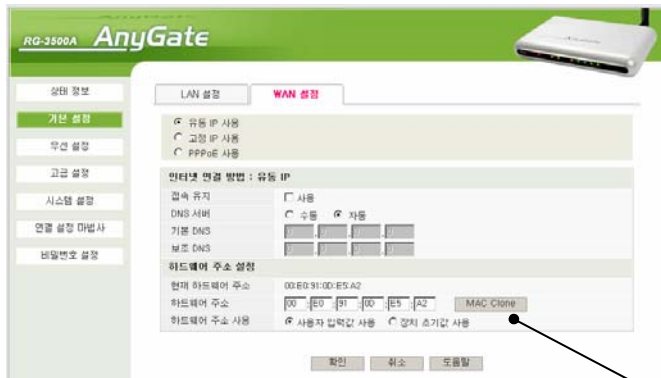 RG-3500A AnyGate
상태 정보
기본 설정
무선 설정
고급 설정
시스템 설정
연결 설정 마법사
비밀번호 설정
LAN 설정 WAN 설정
유동 IP 사용
고정 IP 사용
PPPoE 사용
인터넷 연결 방법 : 유동 IP
접속 유지 사용
DNS 서버 수동 자동
기본 DNS
보조 DNS
하드웨어 주소 설정
현재 하드웨어 주소 00:E0:91:0D:E5:A2
하드웨어 주소 00 : E0 : 91 : 0D : E5 : A2 MAC Clone
하드웨어 주소 사용 사용자 입력값 사용 장치 초기값 사용
확인 취소 도움말